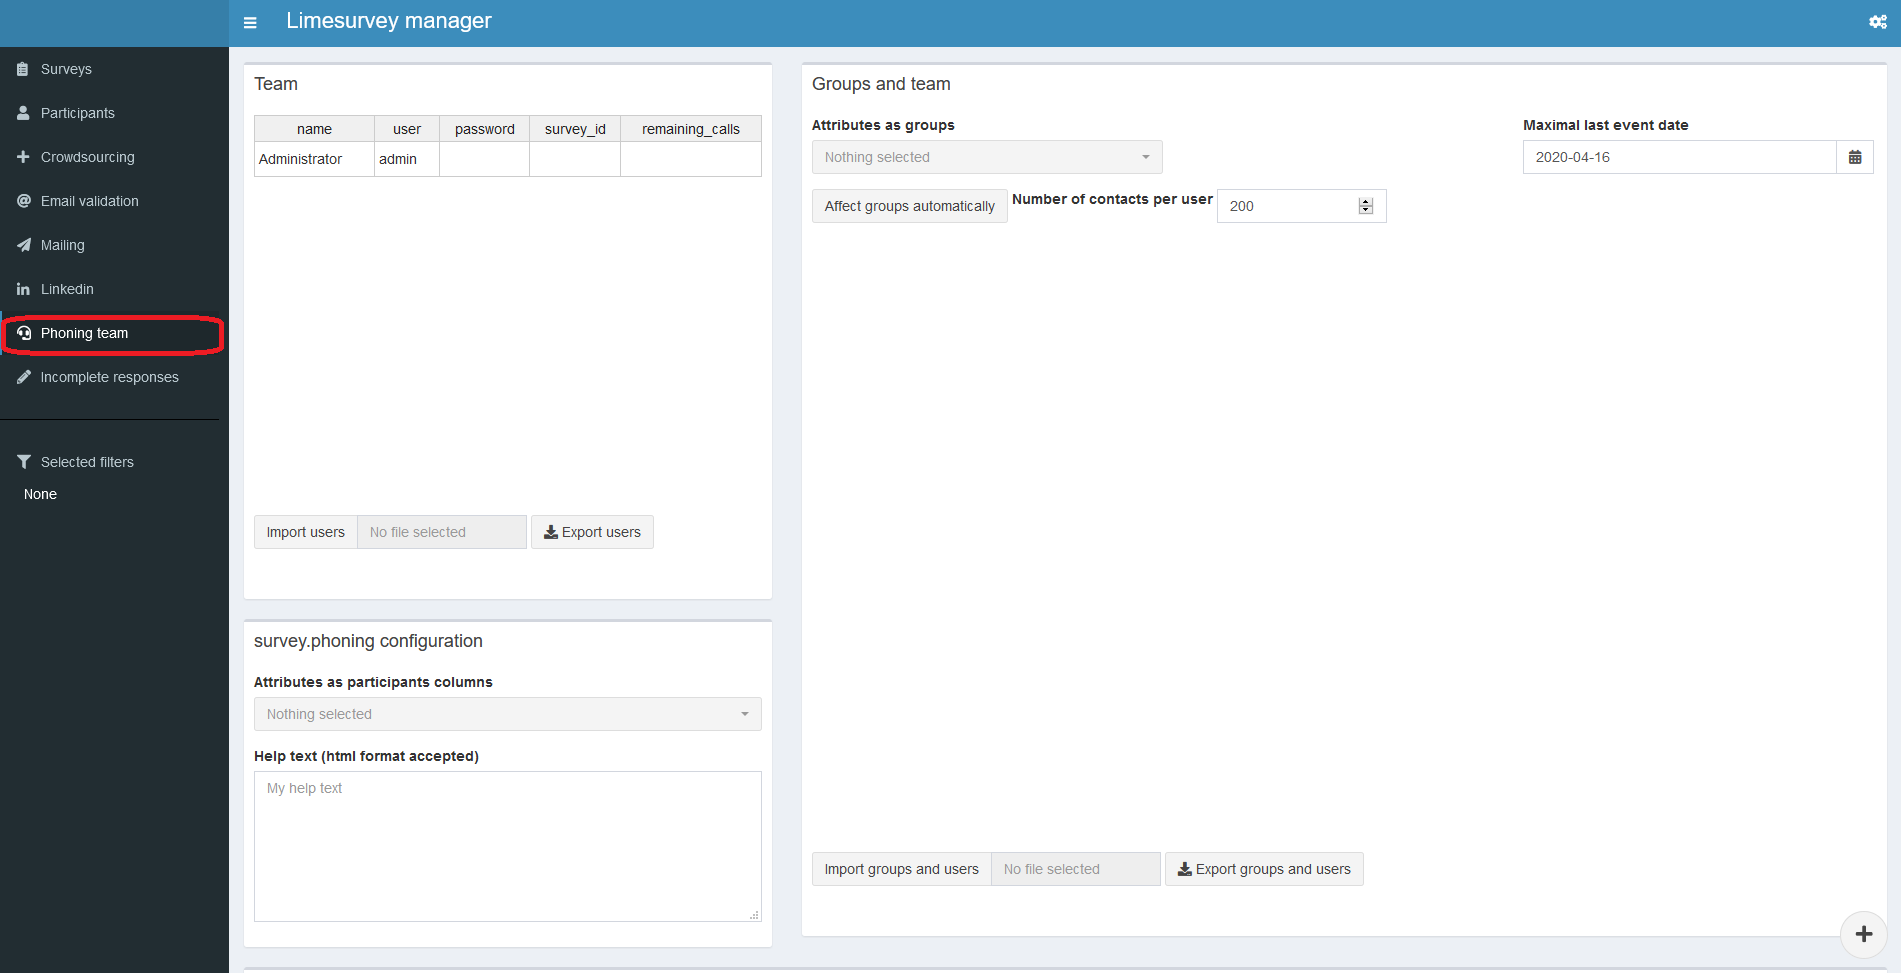 Limesurvey manager
Surveys
Participants
Crowdsourcing
Email validation
Mailing
Linkedin
Phoning team
Incomplete responses
Selected filters
None
Team
name user password survey_id remaining_calls
Administrator admin
Import users No file selected Export users
survey.phoning configuration
Attributes as participants columns
Nothing selected
Help text (html format accepted)
My help text
Groups and team
Attributes as groups Maximal last event date
Nothing selected 2020-04-16
Affect groups automatically Number of contacts per user 200
Import groups and users No file selected Export groups and users